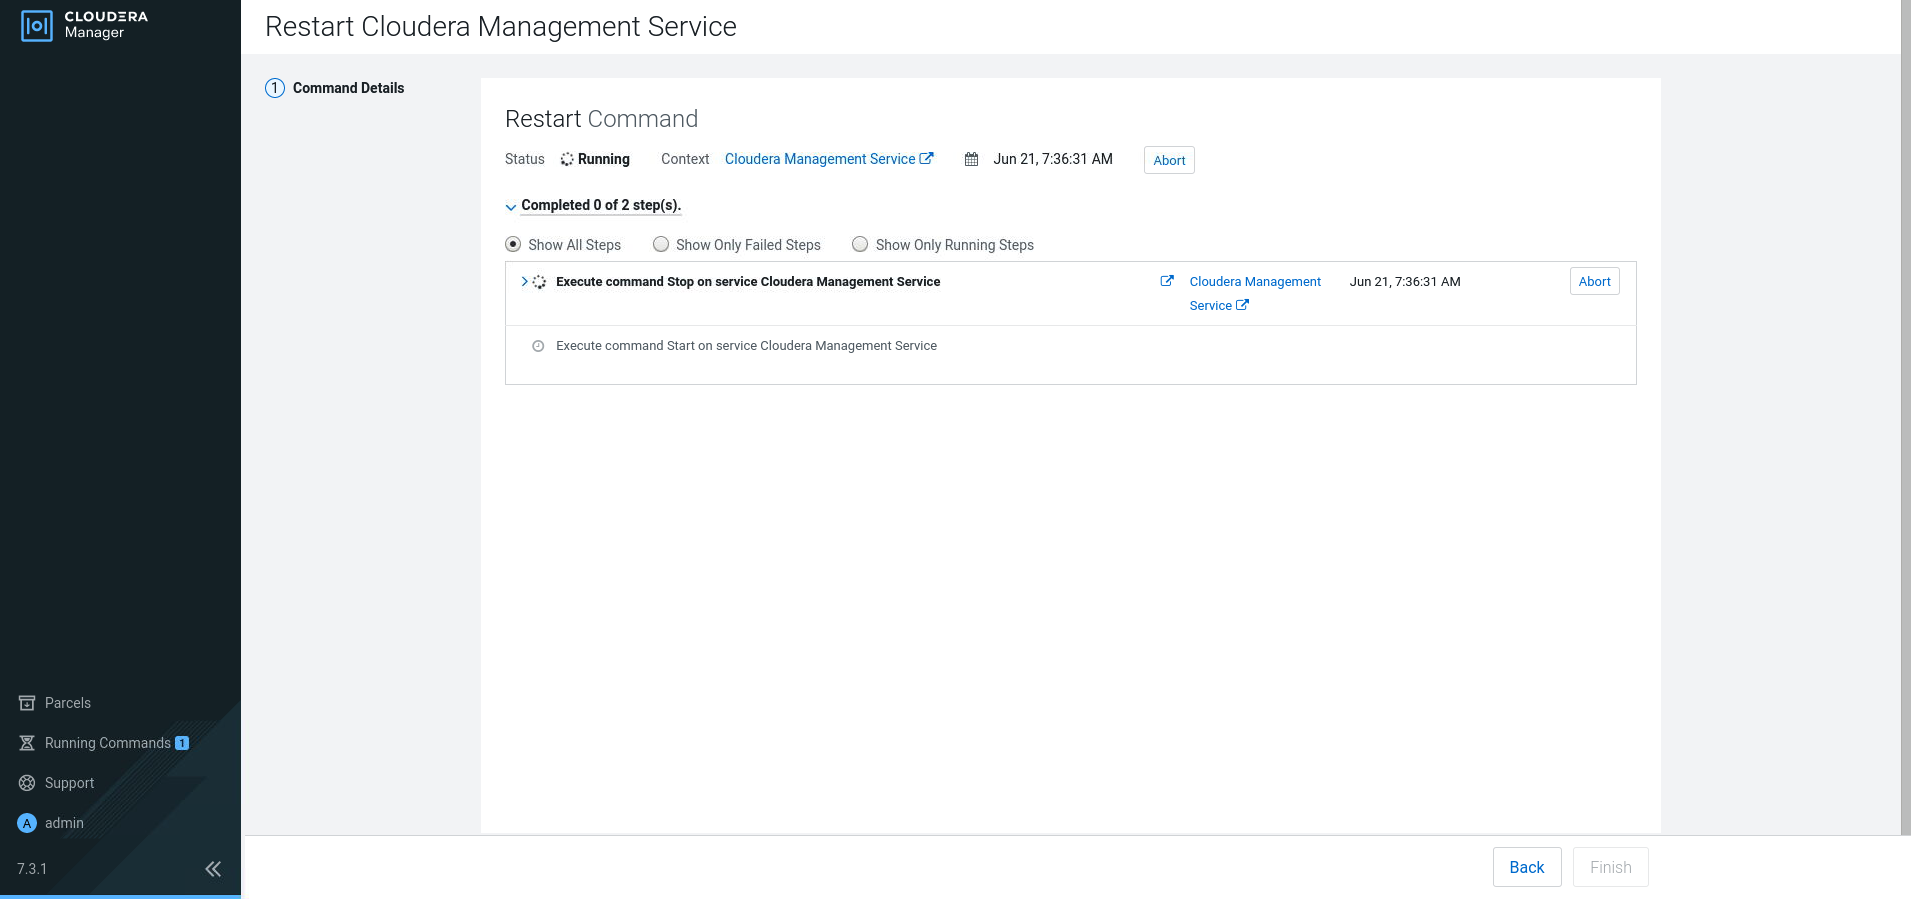 CLOUDERA
Manager
Restart Cloudera Management Service
1 Command Details
Restart Command
Status Running Context Cloudera Management Service Jun 21, 7:36:31 AM Abort
Completed 0 of 2 step(s).
Show All Steps Show Only Failed Steps Show Only Running Steps
Execute command Stop on service Cloudera Management Service Cloudera Management Jun 21, 7:36:31 AM Abort
Service
Execute command Start on service Cloudera Management Service
Parcels
Running Commands 1
Support
A admin
7.3.1
Back Finish